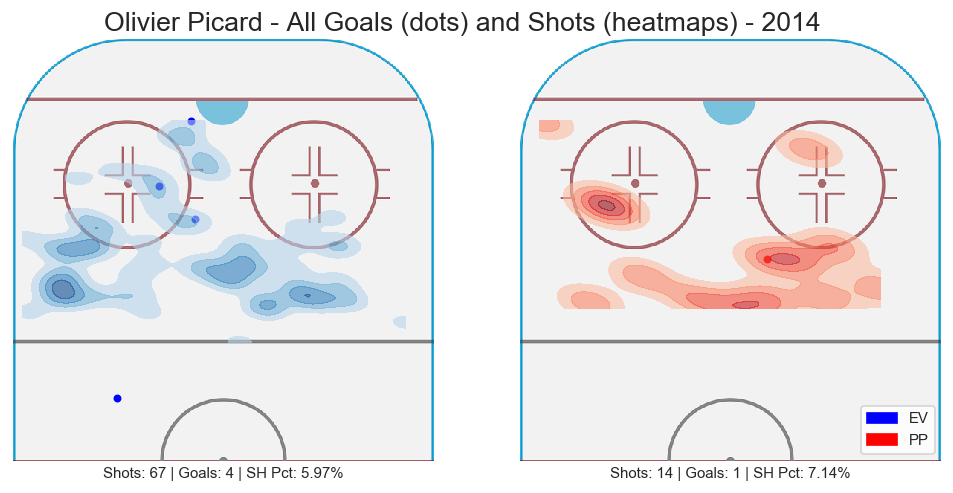 Olivier Picard - All Goals (dots) and Shots (heatmaps) - 2014
EV
PP
Shots: 67 | Goals: 4 | SH Pct: 5.97%
Shots: 14 | Goals: 1 | SH Pct: 7.14%